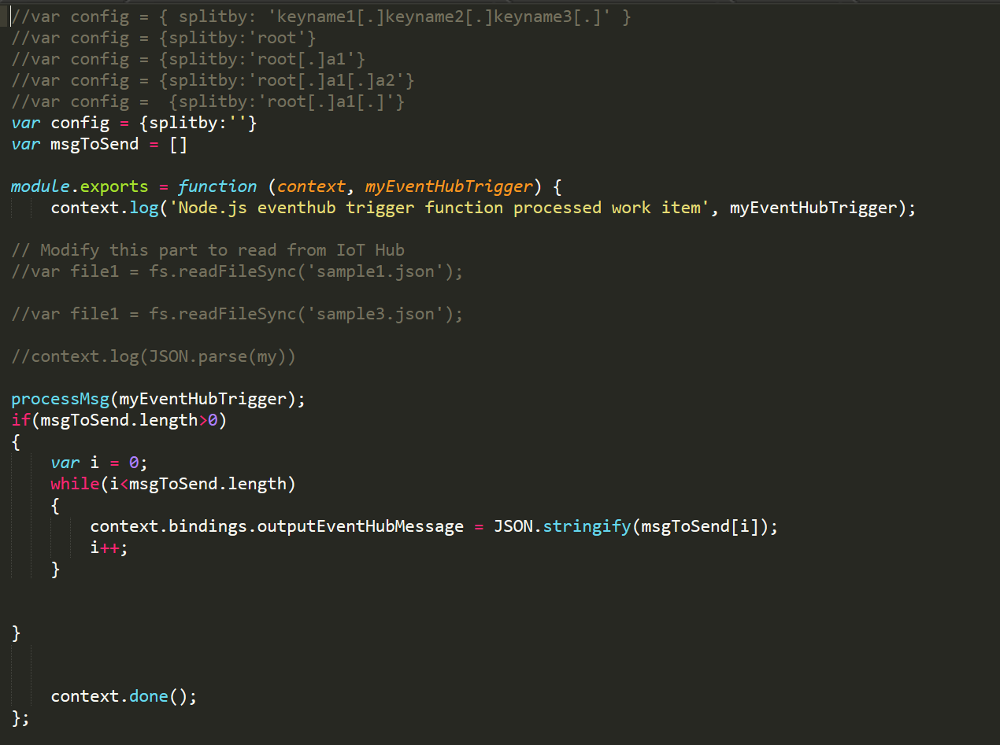 //var config = { splitby: 'keyname1[.]keyname2[.]keyname3[.]' }
//var config = {splitby:'root'}
//var config = {splitby:'root[.]a1'}
//var config = {splitby:'root[.]a1[.]a2'}
//var config =  {splitby:'root[.]a1[.]'}
var config = {splitby:''}
var msgToSend = []
module.exports = function (context, myEventHubTrigger) {
    context.log('Node.js eventhub trigger function processed work item', myEventHubTrigger);
// Modify this part to read from IoT Hub
//var file1 = fs.readFileSync('sample1.json');
//var file1 = fs.readFileSync('sample3.json');
//context.log(JSON.parse(my))
processMsg(myEventHubTrigger);
if(msgToSend.length>0)
{
    var i = 0;
    while(i<msgToSend.length)
    {
        context.bindings.outputEventHubMessage = JSON.stringify(msgToSend[i]);
        i++;
    }
}
    context.done();
};